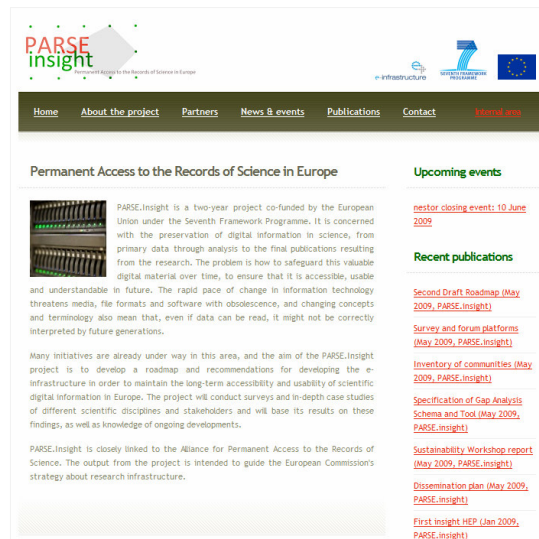 PARSE
insight
Permanent Access to the Records of Science in Europe
e-infrastructure
SEVENTH FRAMEWORK
PROGRAMME
Home About the project Partners News & events Publications Contact Internal area
Permanent Access to the Records of Science in Europe
PARSE.Insight is a two-year project co-funded by the European
Union under the Seventh Framework Programme. It is concerned
with the preservation of digital information in science, from
primary data through analysis to the final publications resulting
from the research. The problem is how to safeguard this valuable
digital material over time, to ensure that it is accessible, usable
and understandable in future. The rapid pace of change in information technology
threatens media, file formats and software with obsolescence, and changing concepts
and terminology also mean that, even if data can be read, it might not be correctly
interpreted by future generations.
Many initiatives are already under way in this area, and the aim of the PARSE.Insight
project is to develop a roadmap and recommendations for developing the e-
infrastructure in order to maintain the long-term accessibility and usability of scientific
digital information in Europe. The project will conduct surveys and in-depth case studies
of different scientific disciplines and stakeholders and will base its results on these
findings, as well as knowledge of ongoing developments.
PARSE.Insight is closely linked to the Alliance for Permanent Access to the Records of
Science. The output from the project is intended to guide the European Commission's
strategy about research infrastructure.
Upcoming events
nestor closing event: 10 June
2009
Recent publications
Second Draft Roadmap (May
2009, PARSE.insight)
Survey and forum platforms
(May 2009, PARSE.insight)
Inventory of communities (May
2009, PARSE.insight)
Specification of Gap Analysis
Schema and Tool (May 2009,
PARSE.insight)
Sustainability Workshop report
(May 2009, PARSE.insight)
Dissemination plan (May 2009,
PARSE.insight)
First insight HEP (Jan 2009,
PARSE.insight)